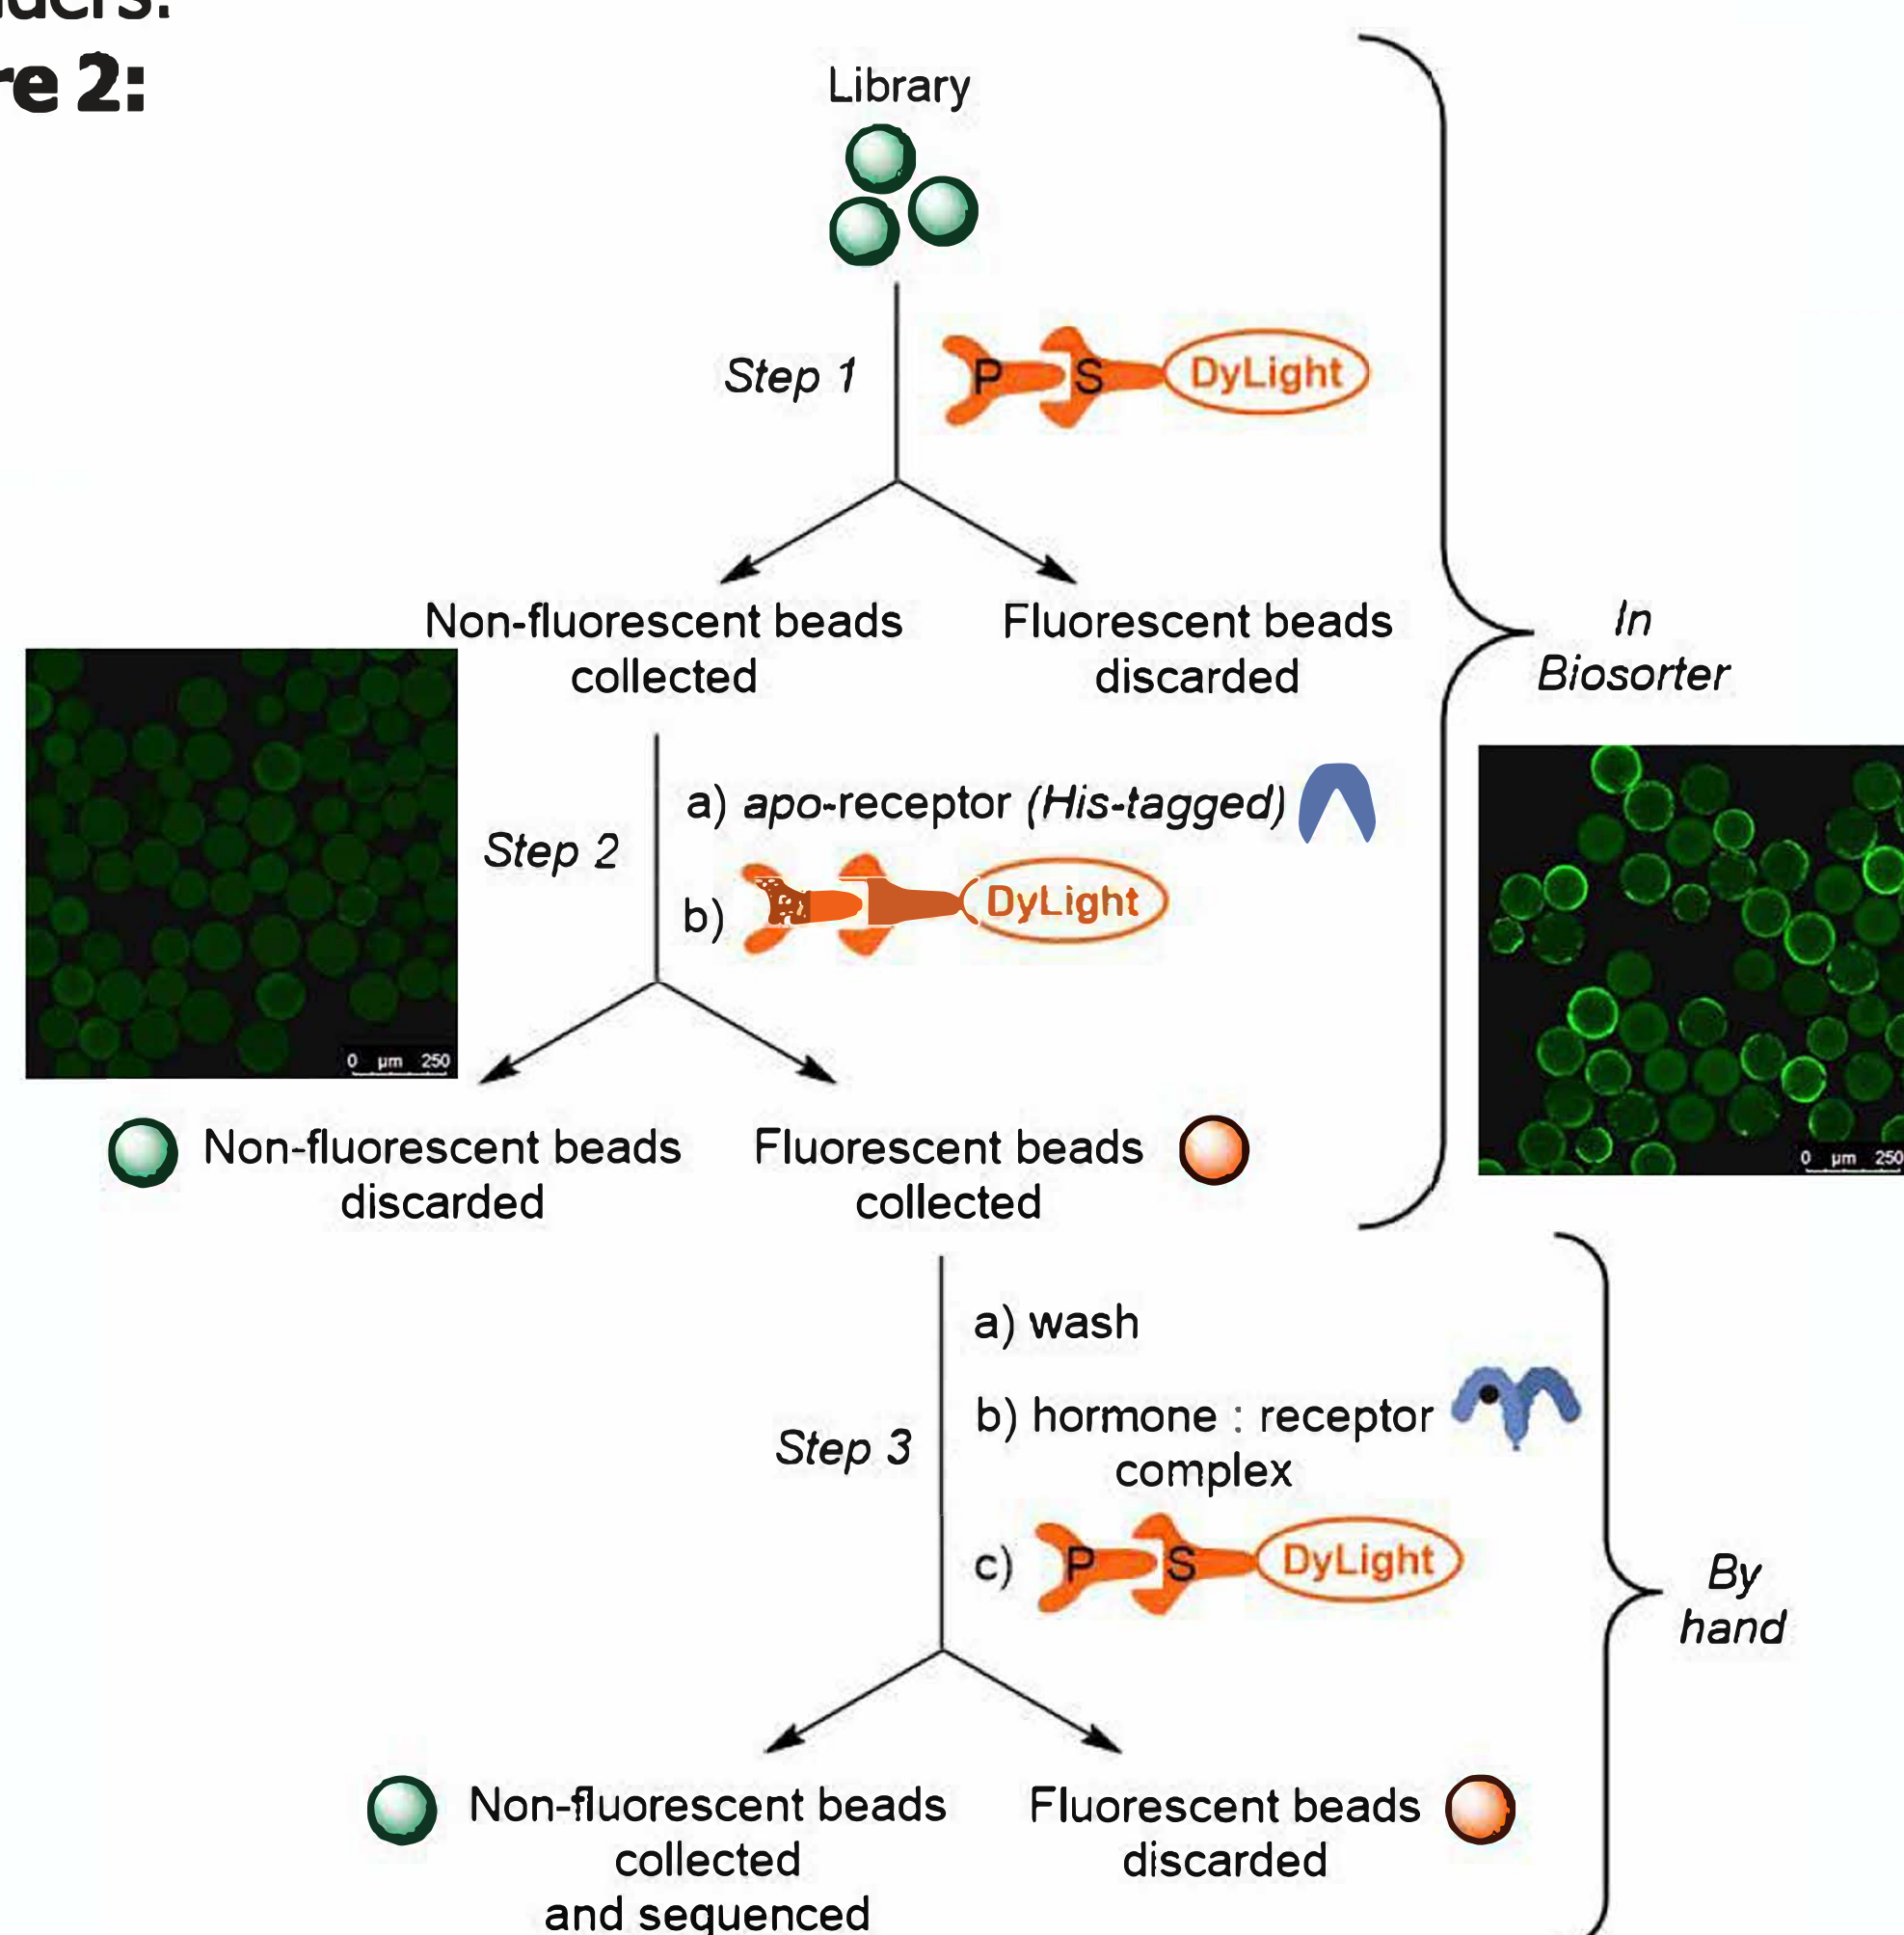 re 2:
Library
Step 1
P S DyLight
Non-fluorescent beads
collected
Fluorescent beads
discarded
In
Biosorter
Step 2
a) apo-receptor (His-tagged)
b) DyLight
0 µm 250
0 µm 250
Non-fluorescent beads
discarded
Fluorescent beads
collected
Step 3
a) wash
b) hormone : receptor
complex
c) P S DyLight
By
hand
Non-fluorescent beads
collected
and sequenced
Fluorescent beads
discarded